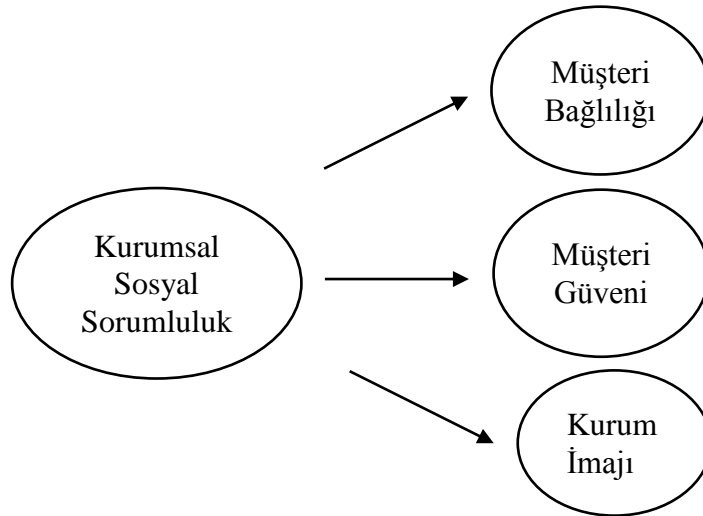 Müşteri
Bağlılığı
Kurumsal
Sosyal
Sorumluluk
Müşteri
Güveni
Kurum
İmajı